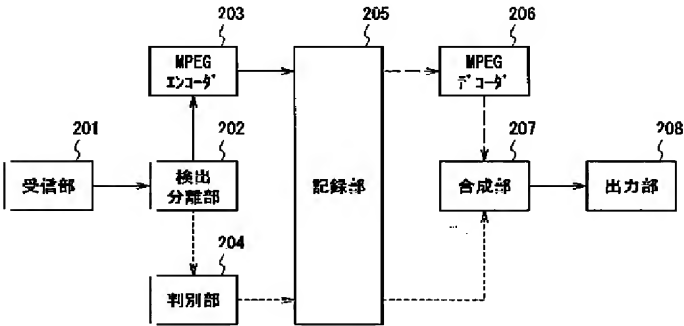 203
205
206
MPEG
エンコーダ
MPEG
デコーダ
201
202
207
208
受信部
検出
分離部
記録部
合成部
出力部
204
判別部